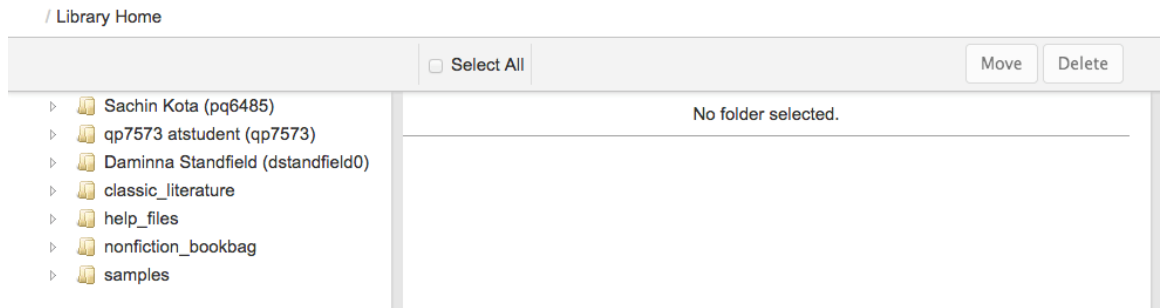 / Library Home
Select All
Move
Delete
Sachin Kota (pq6485)
qp7573 atstudent (qp7573)
Daminna Standfield (dstandfield0)
classic_literature
help_files
nonfiction_bookbag
samples
No folder selected.